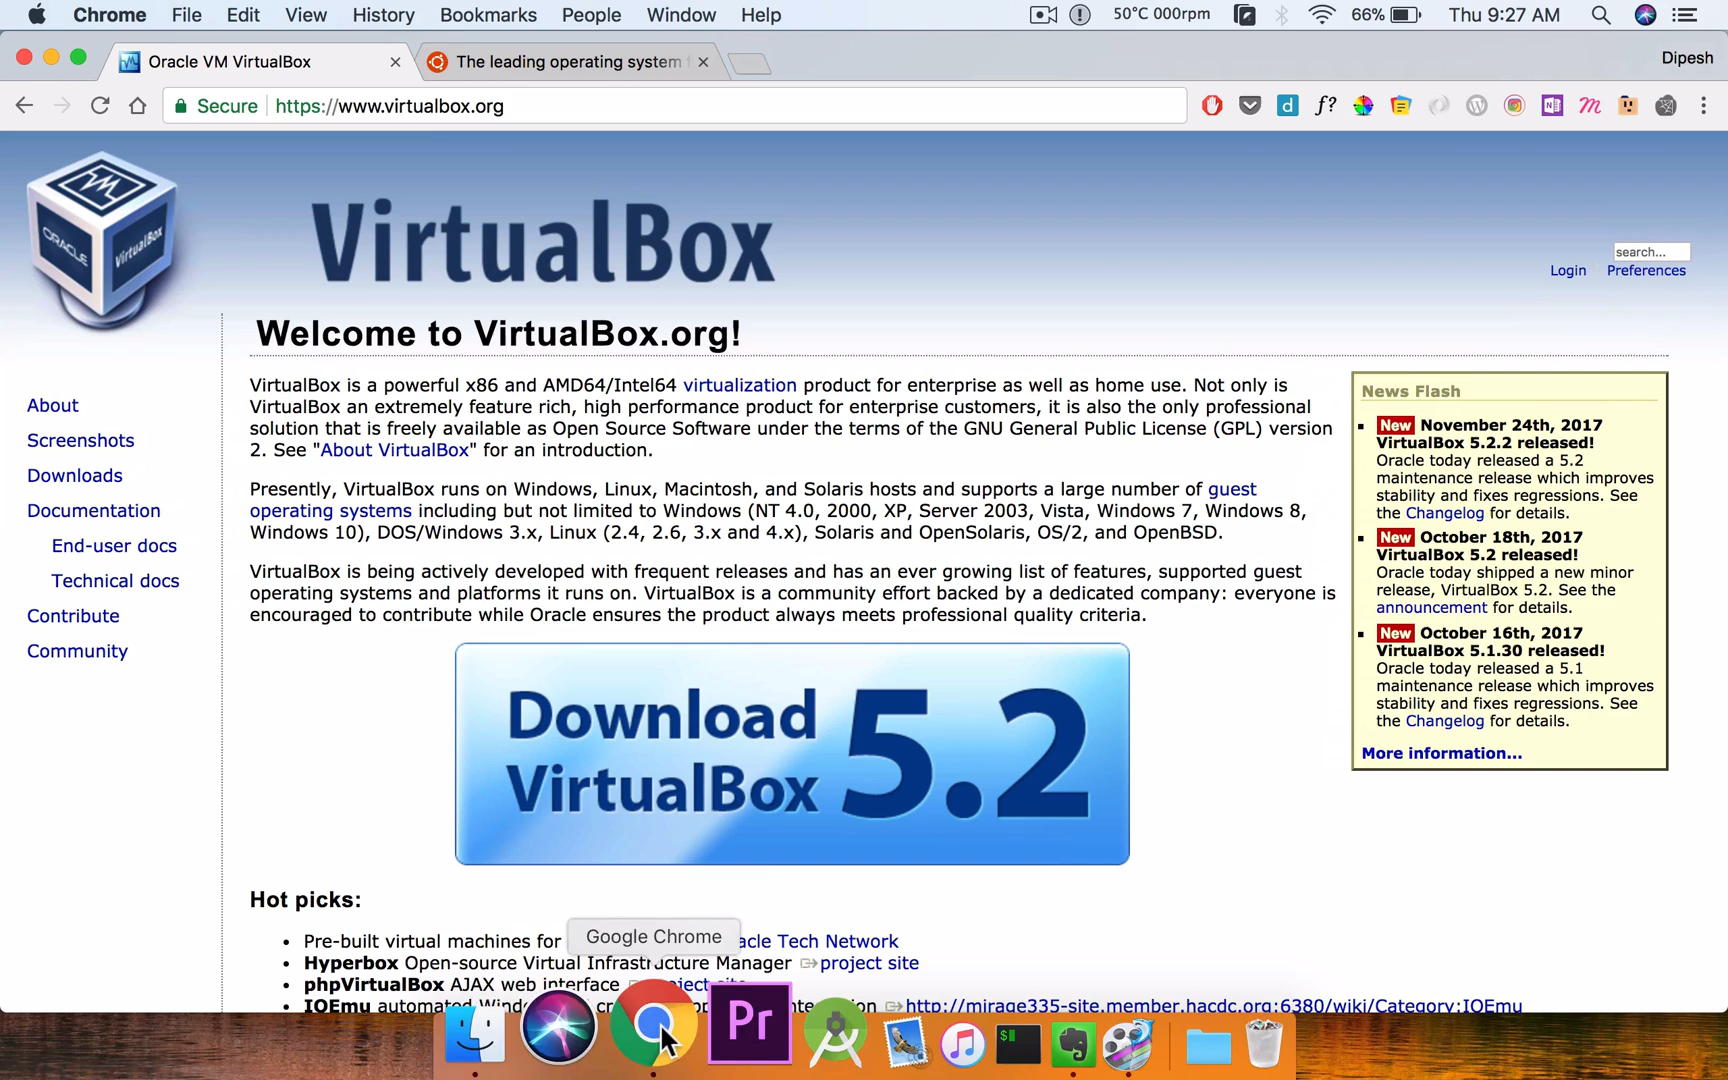 Chrome File Edit View History Bookmarks People Window Help 50°C 000rpm 66% Thu 9:27 AM
Oracle VM VirtualBox The leading operating system Dipesh
Secure https://www.virtualbox.org
ORACLE
VirtualBox
VirtualBox
search...
Login Preferences
Welcome to VirtualBox.org!
About
Screenshots
Downloads
Documentation
End-user docs
Technical docs
Contribute
Community
VirtualBox is a powerful x86 and AMD64/Intel64 virtualization product for enterprise as well as home use. Not only is
VirtualBox an extremely feature rich, high performance product for enterprise customers, it is also the only professional
solution that is freely available as Open Source Software under the terms of the GNU General Public License (GPL) version
2. See "About VirtualBox" for an introduction.
Presently, VirtualBox runs on Windows, Linux, Macintosh, and Solaris hosts and supports a large number of guest
operating systems including but not limited to Windows (NT 4.0, 2000, XP, Server 2003, Vista, Windows 7, Windows 8,
Windows 10), DOS/Windows 3.x, Linux (2.4, 2.6, 3.x and 4.x), Solaris and OpenSolaris, OS/2, and OpenBSD.
VirtualBox is being actively developed with frequent releases and has an ever growing list of features, supported guest
operating systems and platforms it runs on. VirtualBox is a community effort backed by a dedicated company: everyone is
encouraged to contribute while Oracle ensures the product always meets professional quality criteria.
Download
VirtualBox 5.2
News Flash
New November 24th, 2017
VirtualBox 5.2.2 released!
Oracle today released a 5.2
maintenance release which improves
stability and fixes regressions. See
the Changelog for details.
New October 18th, 2017
VirtualBox 5.2 released!
Oracle today shipped a new minor
release, VirtualBox 5.2. See the
announcement for details.
New October 16th, 2017
VirtualBox 5.1.30 released!
Oracle today released a 5.1
maintenance release which improves
stability and fixes regressions. See
the Changelog for details.
More information...
Hot picks:
Pre-built virtual machines for Tech Network
Google Chrome
Hyperbox Open-source Virtual Infrastructure Manager project site
phpVirtualBox AJAX web interface
IOEmu http://mirage335-site.member.hacdc.org:6380/wiki/Category:IOEmu
Pr